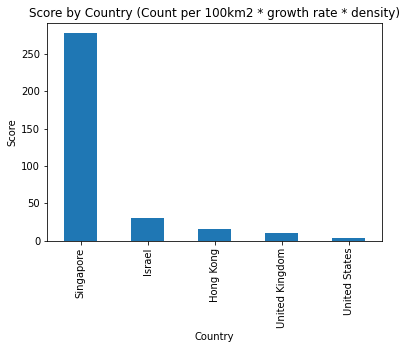 Score by Country (Count per 100km2 * growth rate * density)
Score
250
200
150
100
50
0
Singapore
Israel
Hong Kong
United Kingdom
United States
Country